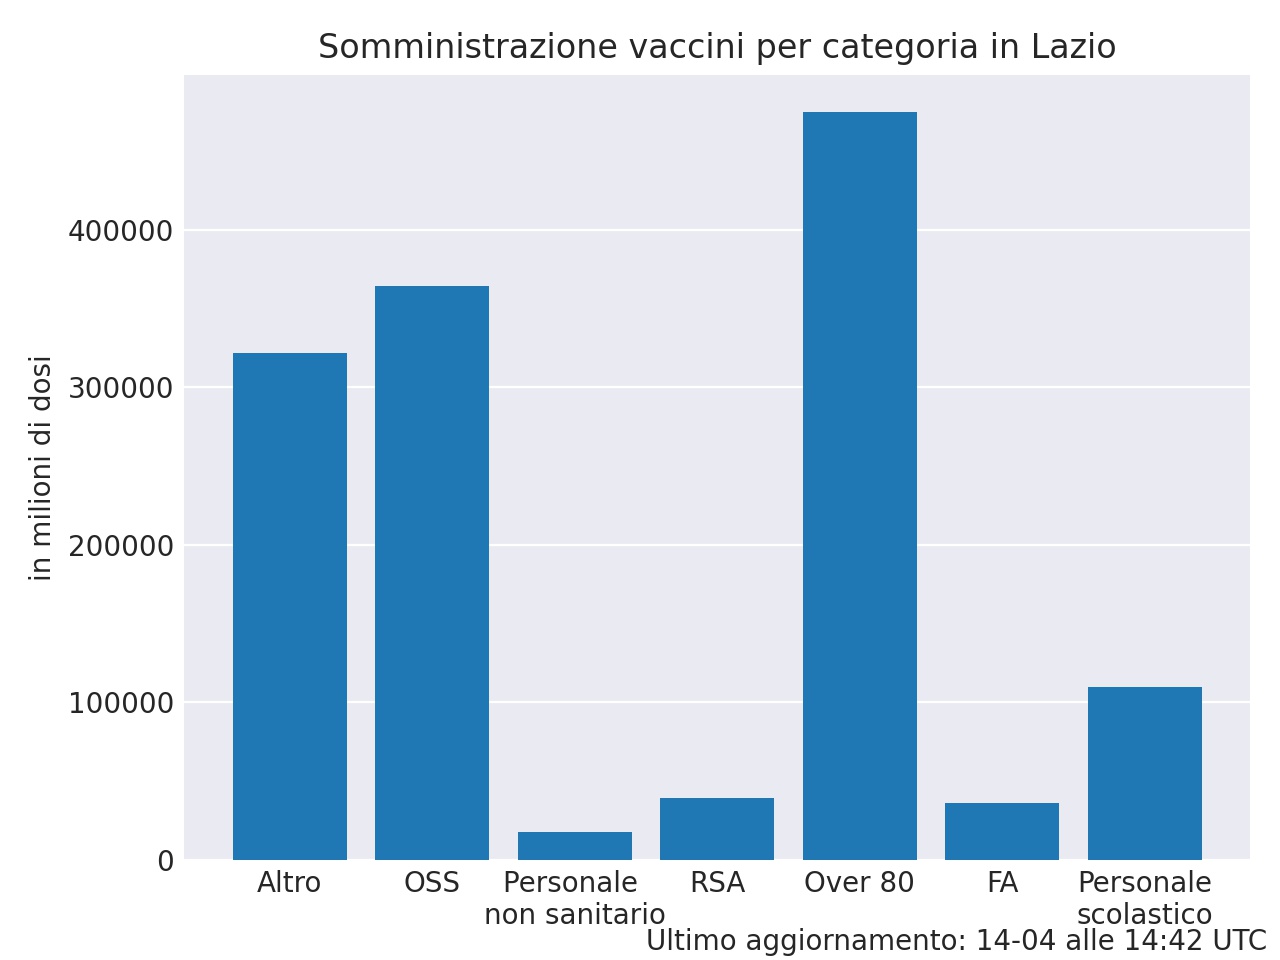 Somministrazione vaccini per categoria in Lazio
in milioni di dosi
400000
300000
200000
100000
0
Altro
OSS
Personale
non sanitario
RSA
Over 80
FA
Personale
scolastico
Ultimo aggiornamento: 14-04 alle 14:42 UTC